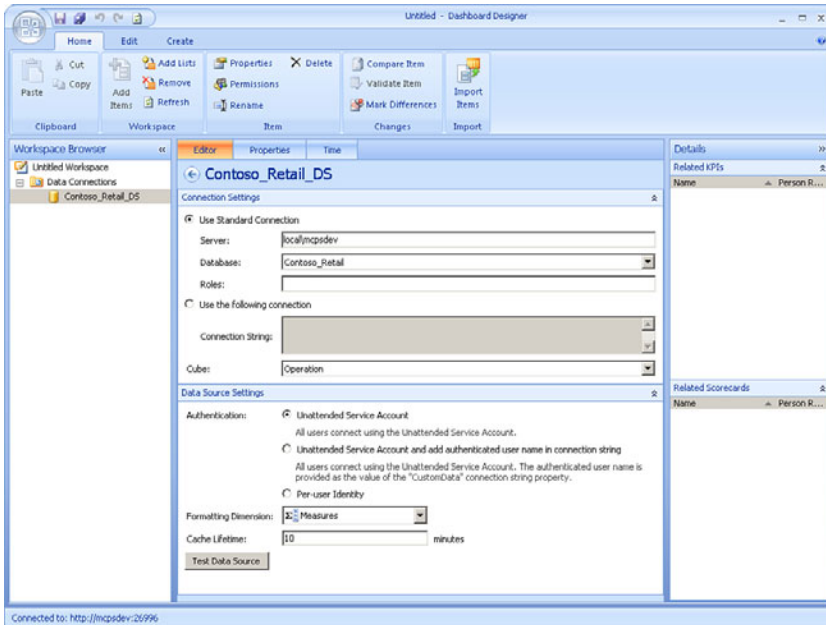 Untitled - Dashboard Designer
Home Edit Create
Paste
Cut
Copy
Clipboard
Add Items
Add Lists
Remove
Refresh
Workspace
Properties
Permissions
Rename
Delete
Item
Compare Item
Validate Item
Mark Differences
Changes
Import Items
Import
Workspace Browser
Untitled Workspace
Data Connections
Contoso_Retail_DS
Editor Properties Time
Contoso_Retail_DS
Connection Settings
Use Standard Connection
Server: local\mcpsdev
Database: Contoso_Retail
Roles:
Use the following connection
Connection String:
Cube: Operation
Data Source Settings
Authentication: Unattended Service Account
All users connect using the Unattended Service Account.
Unattended Service Account and add authenticated user name in connection string
All users connect using the Unattended Service Account. The authenticated user name is
provided as the value of the "CustomData" connection string property.
Per-user Identity
Formatting Dimension: Measures
Cache Lifetime: 10 minutes
Test Data Source
Details
Related KPIs
Name Person R...
Related Scorecards
Name Person R...
Connected to: http://mcpsdev:26996